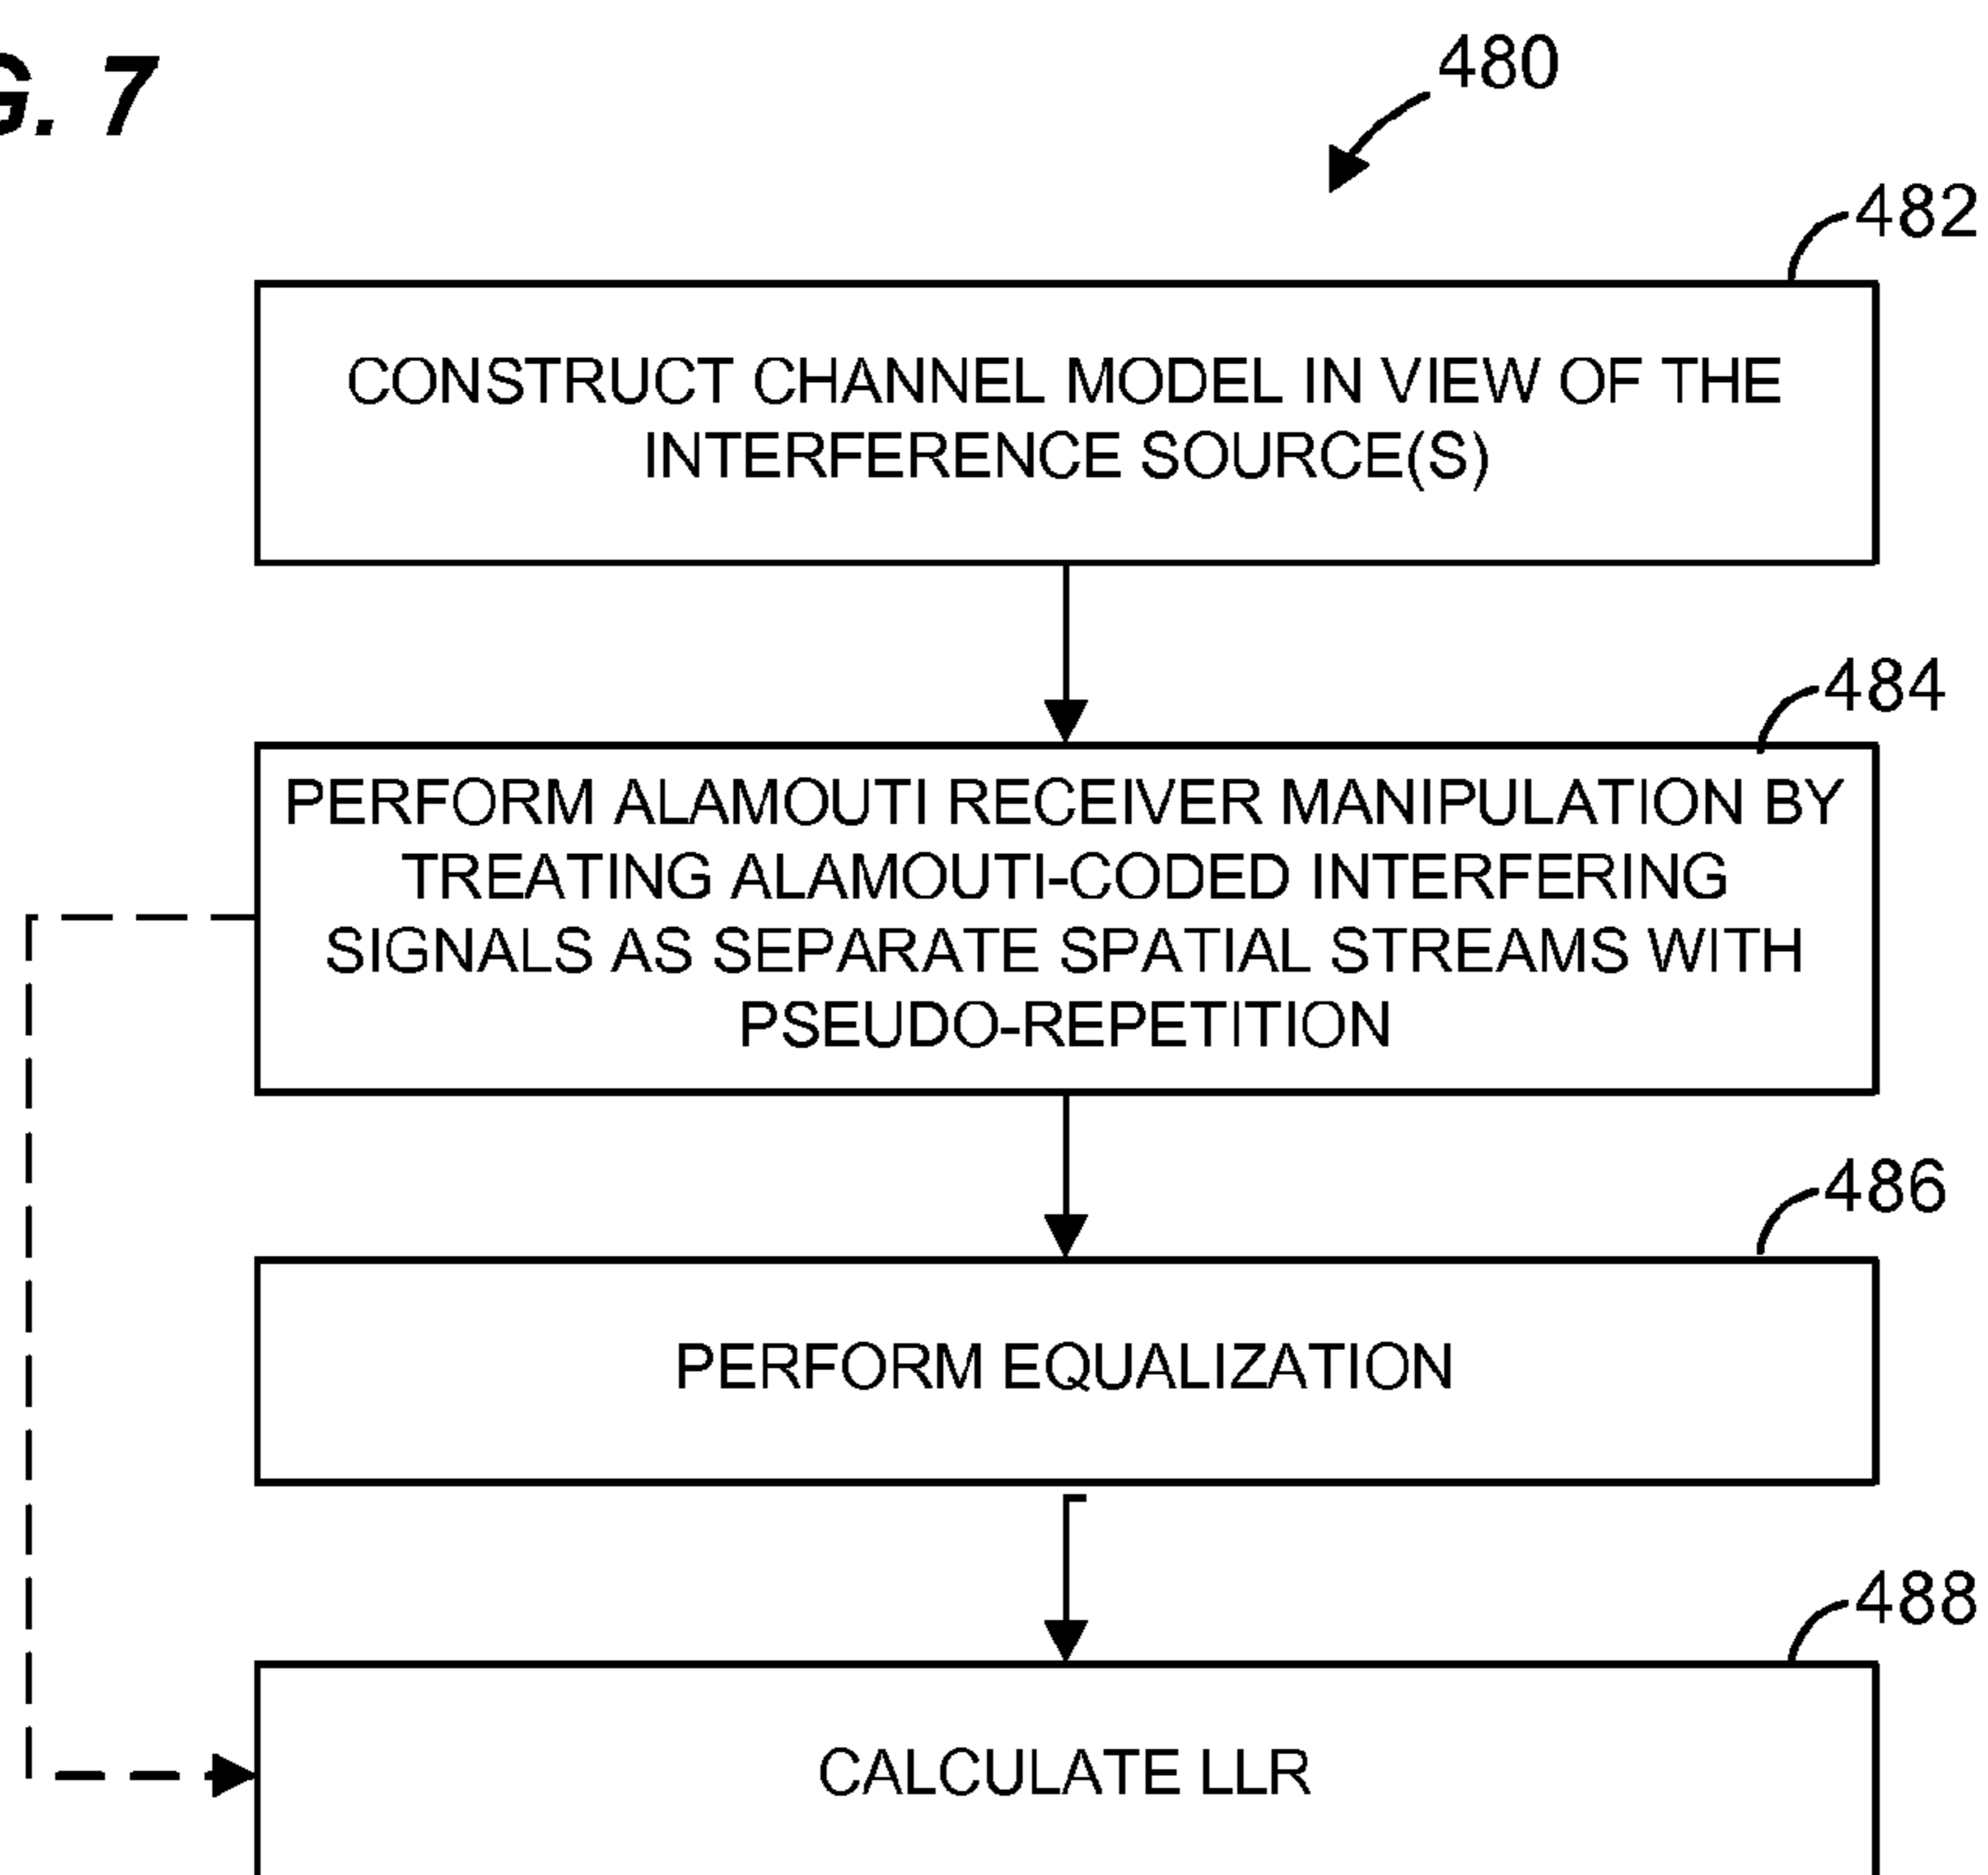 G. 7
480
482
CONSTRUCT CHANNEL MODEL IN VIEW OF THE
INTERFERENCE SOURCE(S)
484
PERFORM ALAMOUTI RECEIVER MANIPULATION BY
TREATING ALAMOUTI-CODED INTERFERING
SIGNALS AS SEPARATE SPATIAL STREAMS WITH
PSEUDO-REPETITION
486
PERFORM EQUALIZATION
488
CALCULATE LLR